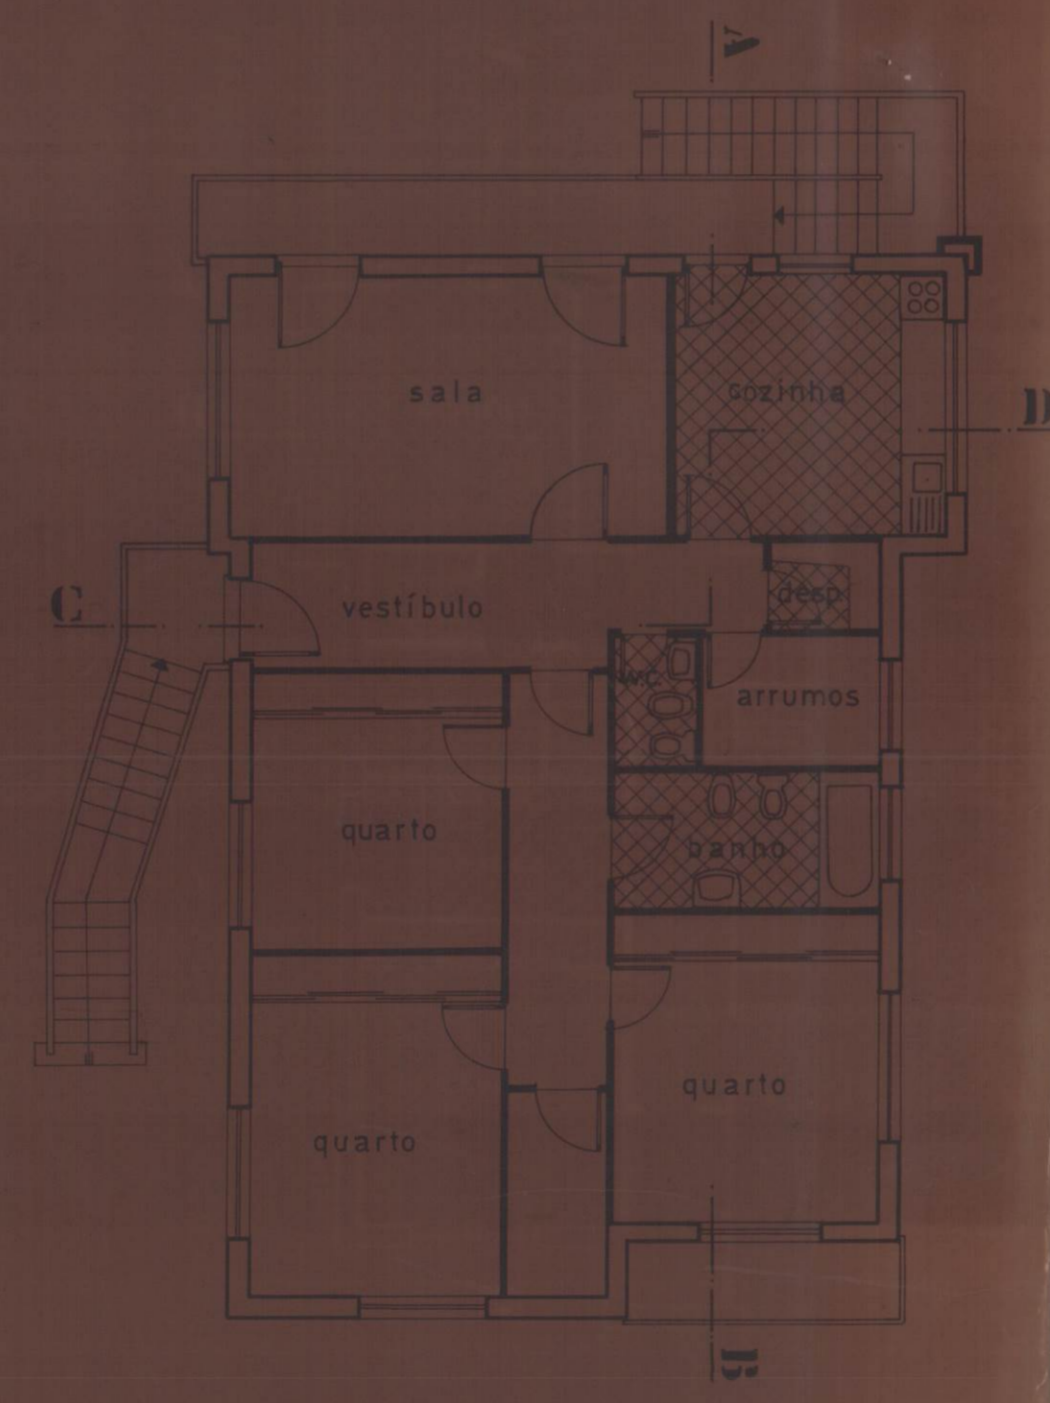 A
sala
cozinha
D
desp.
C
vestíbulo
w.c.
arrumos
quarto
banho
quarto
quarto
B